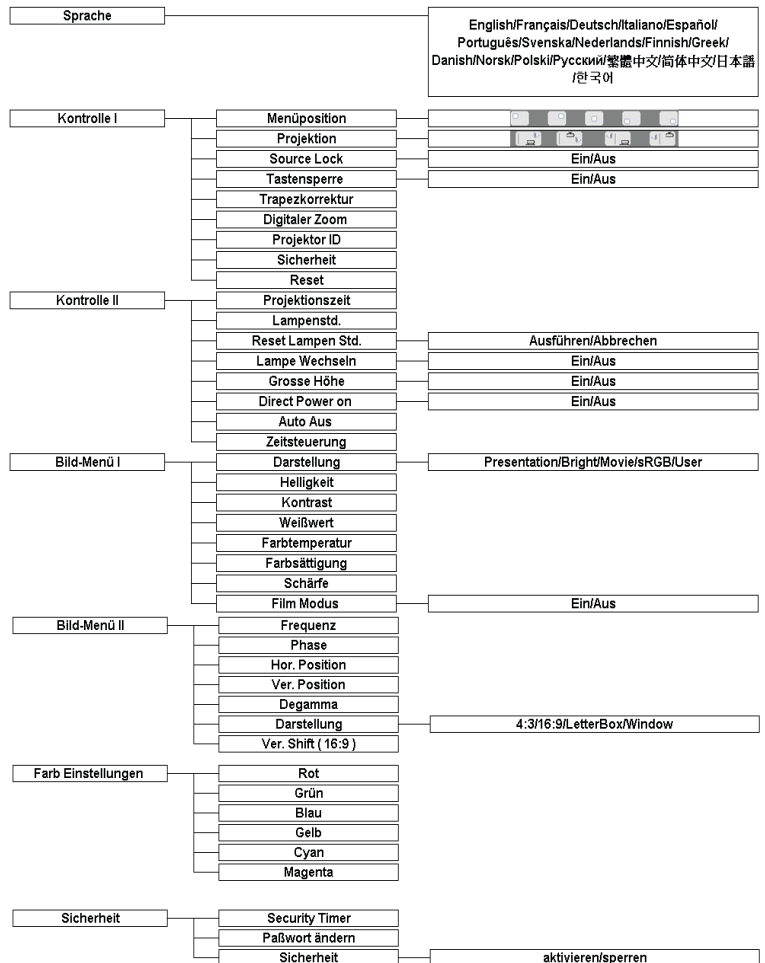 Sprache
English/Français/Deutsch/Italiano/Español/
Português/Svenska/Nederlands/Finnish/Greek/
Danish/Norsk/Polski/Русский/繁體中文/简体中文/日本語
/한국어
Kontrolle I
Menüposition
Projektion
Source Lock Ein/Aus
Tastensperre Ein/Aus
Trapezkorrektur
Digitaler Zoom
Projektor ID
Sicherheit
Reset
Kontrolle II
Projektionszeit
Lampenstd.
Reset Lampen Std. Ausführen/Abbrechen
Lampe Wechseln Ein/Aus
Grosse Höhe Ein/Aus
Direct Power on Ein/Aus
Auto Aus
Zeitsteuerung
Bild-Menü I
Darstellung Presentation/Bright/Movie/sRGB/User
Helligkeit
Kontrast
Weißwert
Farbtemperatur
Farbsättigung
Schärfe
Film Modus Ein/Aus
Bild-Menü II
Frequenz
Phase
Hor. Position
Ver. Position
Degamma
Darstellung 4:3/16:9/LetterBox/Window
Ver. Shift ( 16:9 )
Farb Einstellungen
Rot
Grün
Blau
Gelb
Cyan
Magenta
Sicherheit
Security Timer
Paßwort ändern
Sicherheit aktivieren/sperren